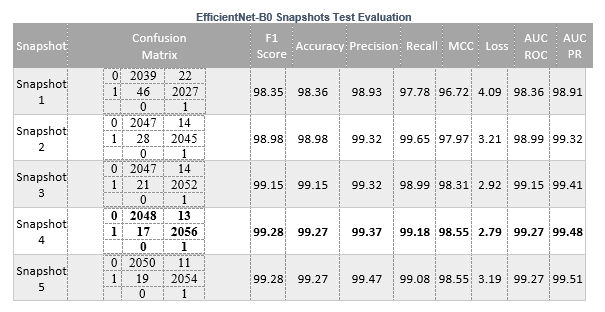 EfficientNet-B0 Snapshots Test Evaluation
Snapshot Confusion Matrix F1 Score Accuracy Precision Recall MCC Loss AUC ROC AUC PR
Snapshot 1 98.35 98.36 98.93 97.78 96.72 4.09 98.36 98.91
0 2039 22
1 46 2027
0 1
Snapshot 2 98.98 98.98 99.32 99.65 97.97 3.21 98.99 99.32
0 2047 14
1 28 2045
0 1
Snapshot 3 99.15 99.15 99.32 98.99 98.31 2.92 99.15 99.41
0 2047 14
1 21 2052
0 1
Snapshot 4 99.28 99.27 99.37 99.18 98.55 2.79 99.27 99.48
0 2048 13
1 17 2056
0 1
Snapshot 5 99.28 99.27 99.47 99.08 98.55 3.19 99.27 99.51
0 2050 11
1 19 2054
0 1